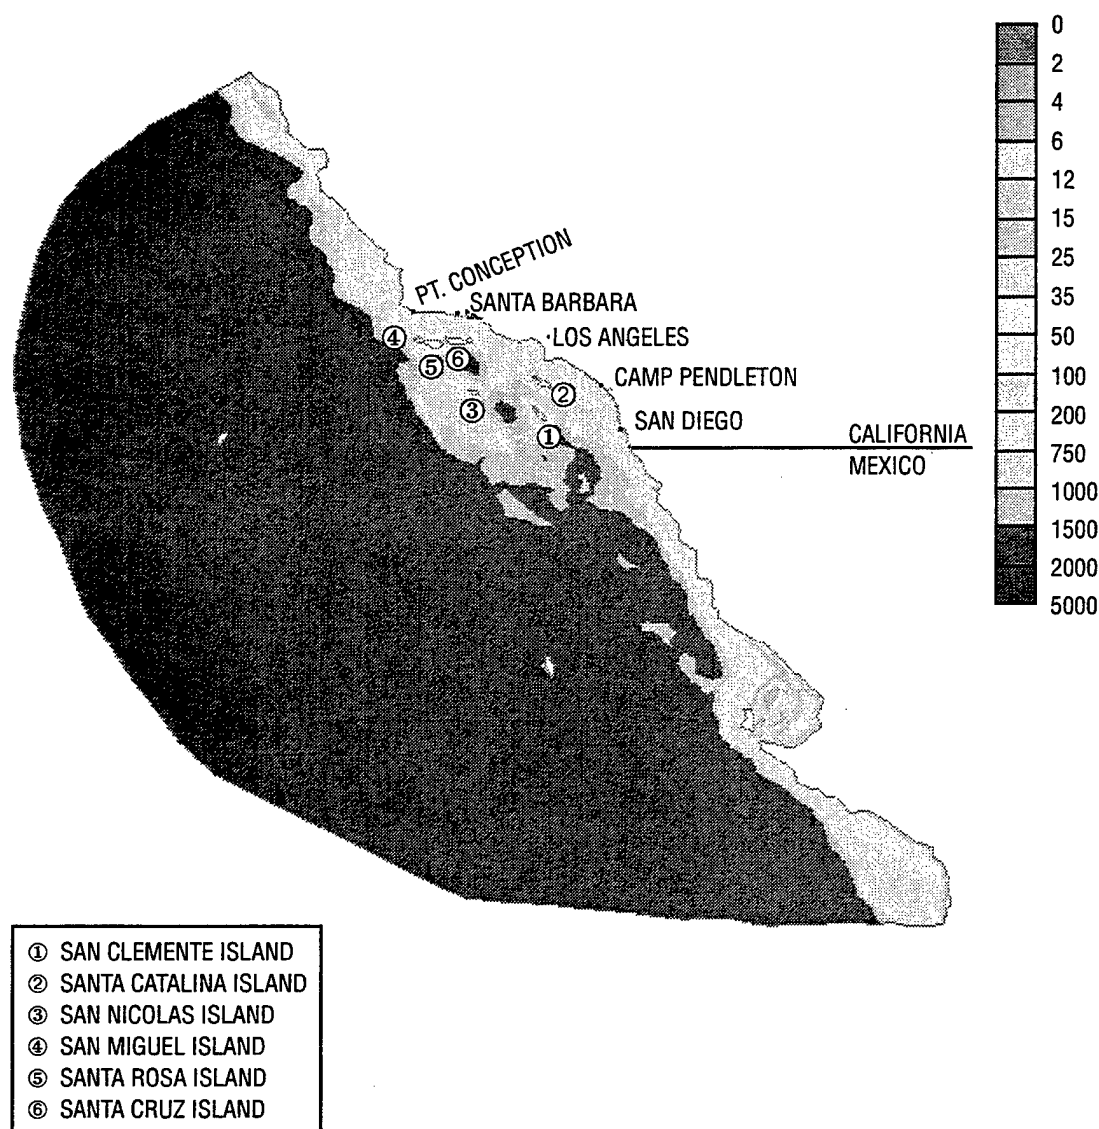 0
2
4
6
12
15
25
35
50
100
200
750
1000
1500
2000
5000
PT. CONCEPTION
SANTA BARBARA
LOS ANGELES
CAMP PENDLETON
SAN DIEGO
CALIFORNIA
MEXICO
④
⑤
⑥
③
②
①
① SAN CLEMENTE ISLAND
② SANTA CATALINA ISLAND
③ SAN NICOLAS ISLAND
④ SAN MIGUEL ISLAND
⑤ SANTA ROSA ISLAND
⑥ SANTA CRUZ ISLAND